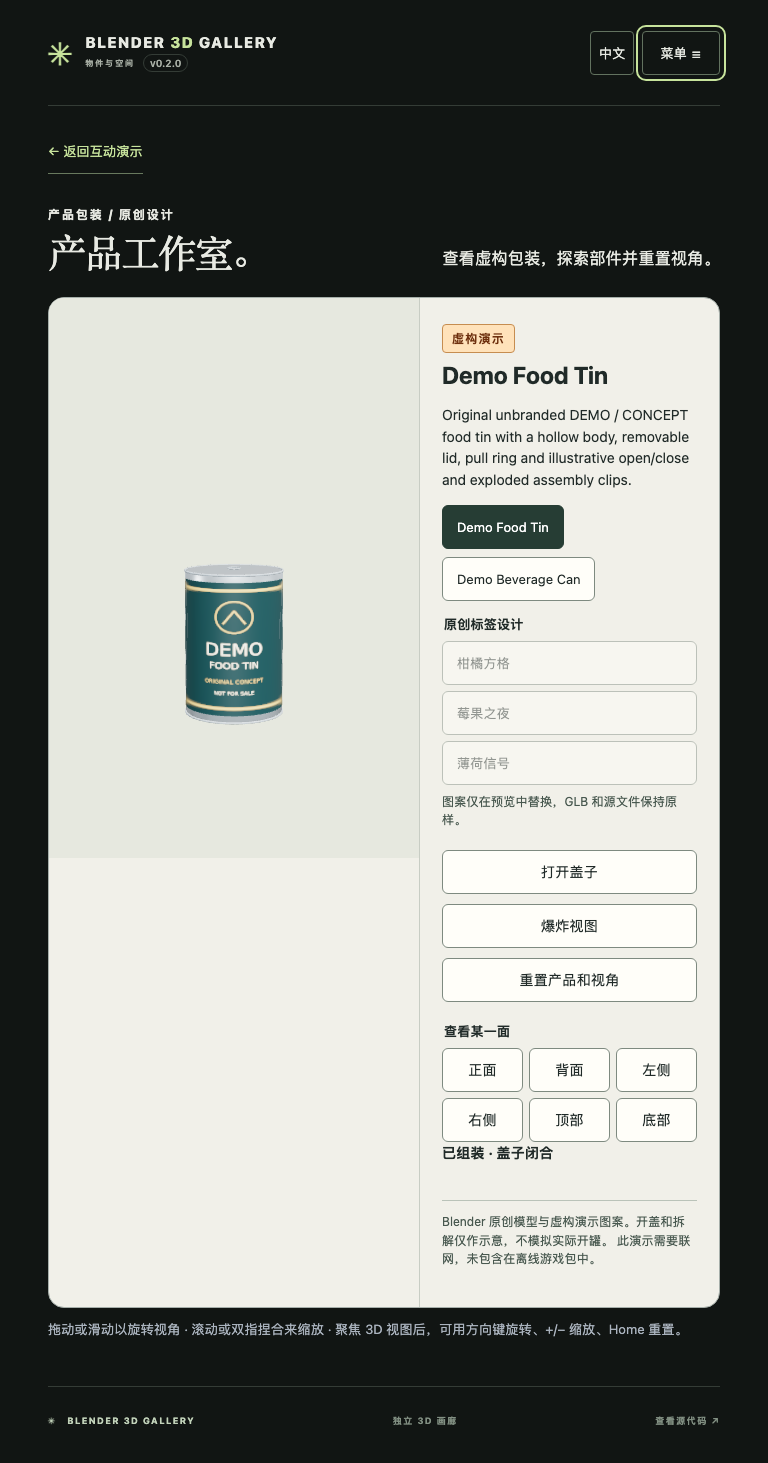 BLENDER 3D GALLERY
物件与空间 v0.2.0
中文
菜单 ≡
← 返回互动演示
产品包装 / 原创设计
产品工作室。
查看虚构包装，探索部件并重置视角。
DEMO
FOOD TIN
ORIGINAL CONCEPT
NOT FOR SALE
虚构演示
Demo Food Tin
Original unbranded DEMO / CONCEPT
food tin with a hollow body, removable
lid, pull ring and illustrative open/close
and exploded assembly clips.
Demo Food Tin
Demo Beverage Can
原创标签设计
柑橘方格
莓果之夜
薄荷信号
图案仅在预览中替换，GLB 和源文件保持原
样。
打开盖子
爆炸视图
重置产品和视角
查看某一面
正面 背面 左侧
右侧 顶部 底部
已组装 · 盖子闭合
Blender 原创模型与虚构演示图案。开盖和拆
解仅作示意，不模拟实际开罐。 此演示需要联
网，未包含在离线游戏包中。
拖动或滑动以旋转视角 · 滚动或双指捏合来缩放 · 聚焦 3D 视图后，可用方向键旋转、+/− 缩放、Home 重置。
✳ BLENDER 3D GALLERY
独立 3D 画廊
查看源代码 ↗